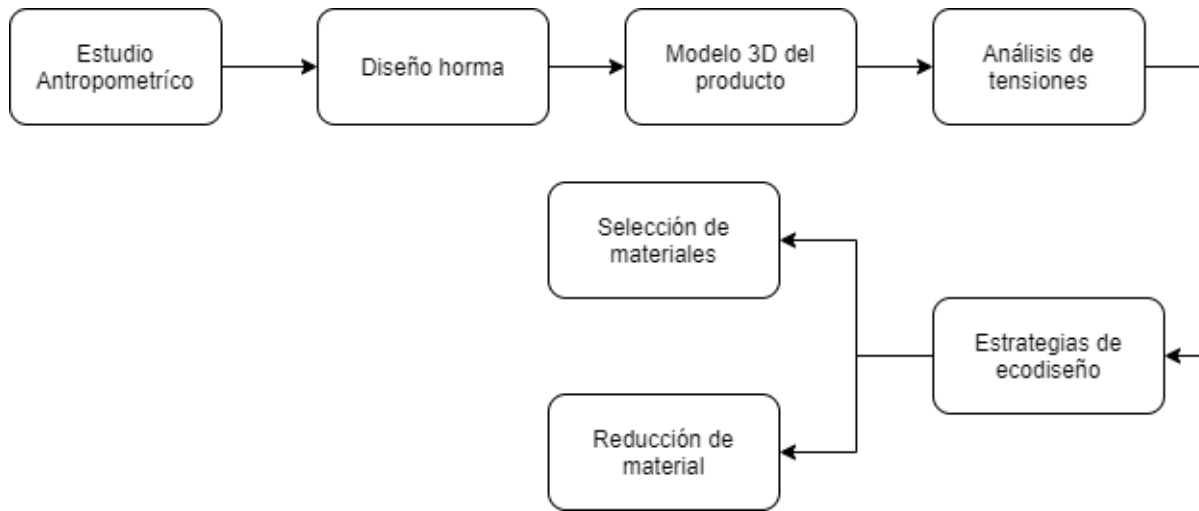 Estudio
Antropometríco
Diseño horma
Modelo 3D del
producto
Análisis de
tensiones
Selección de
materiales
Estrategias de
ecodiseño
Reducción de
material